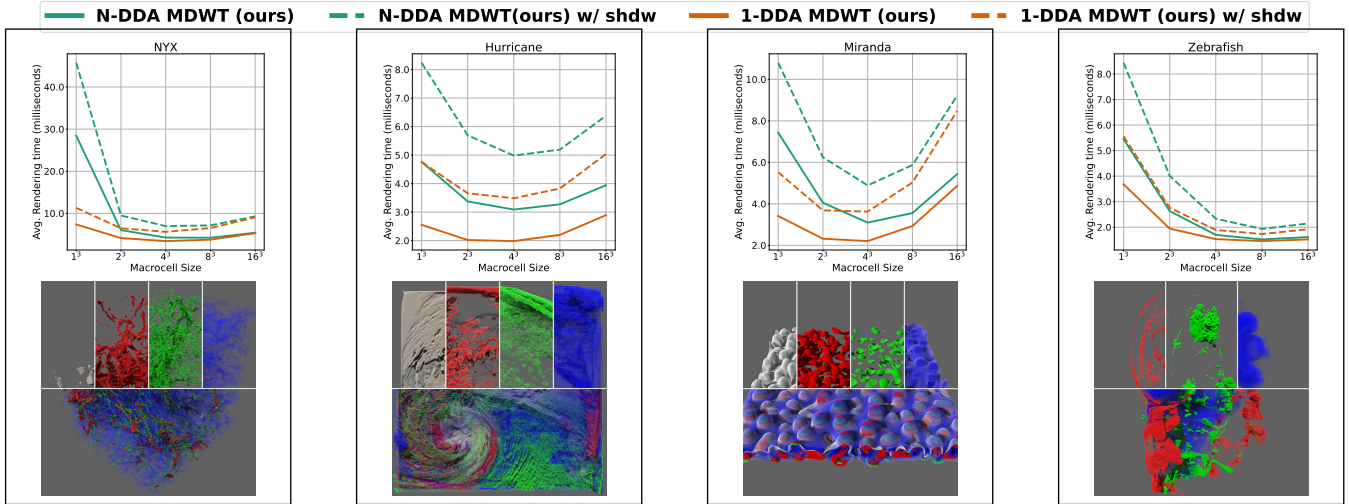 N-DDA MDWT (ours)
N-DDA MDWT(ours) w/ shdw
1-DDA MDWT (ours)
1-DDA MDWT (ours) w/ shdw
NYX
Avg. Rendering time (milliseconds)
40.0
30.0
20.0
10.0
1³ 2³ 4³ 8³ 16³
Macrocell Size
Hurricane
Avg. Rendering time (milliseconds)
8.0
7.0
6.0
5.0
4.0
3.0
2.0
1³ 2³ 4³ 8³ 16³
Macrocell Size
Miranda
Avg. Rendering time (milliseconds)
10.0
8.0
6.0
4.0
2.0
1³ 2³ 4³ 8³ 16³
Macrocell Size
Zebrafish
Avg. Rendering time (milliseconds)
8.0
7.0
6.0
5.0
4.0
3.0
2.0
1³ 2³ 4³ 8³ 16³
Macrocell Size